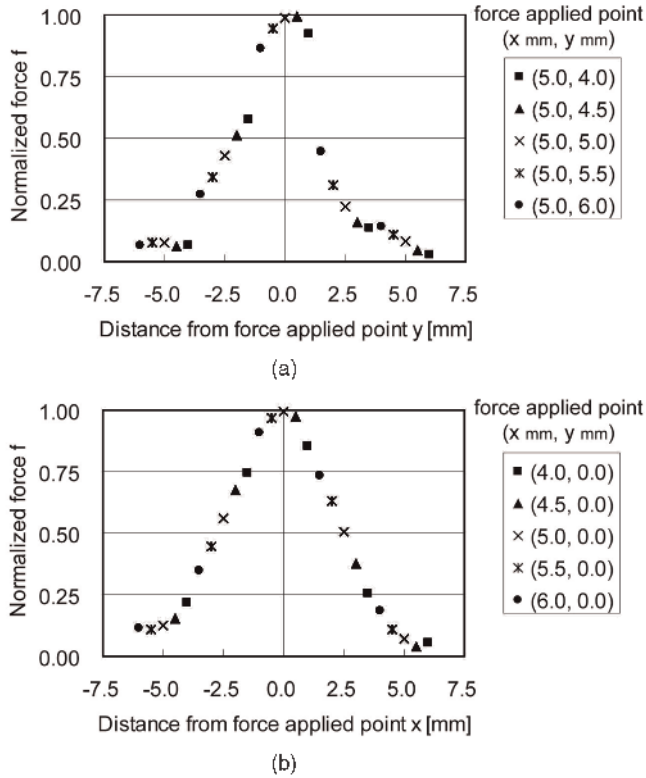 force applied point
(x mm, y mm)
1.00
0.75
0.50
0.25
0.00
Normalized force f
-7.5 -5.0 -2.5 0.0 2.5 5.0 7.5
Distance from force applied point y [mm]
(5.0, 4.0)
(5.0, 4.5)
(5.0, 5.0)
(5.0, 5.5)
(5.0, 6.0)
(a)
force applied point
(x mm, y mm)
1.00
0.75
0.50
0.25
0.00
Normalized force f
-7.5 -5.0 -2.5 0.0 2.5 5.0 7.5
Distance from force applied point x [mm]
(4.0, 0.0)
(4.5, 0.0)
(5.0, 0.0)
(5.5, 0.0)
(6.0, 0.0)
(b)